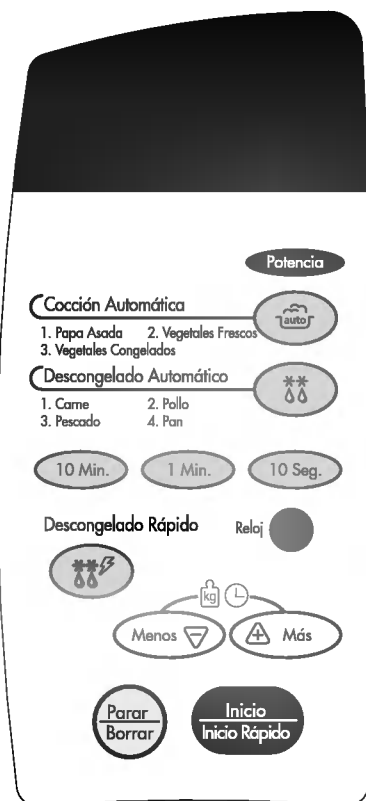 Potencia
Cocción Automática
auto
1. Papa Asada 2. Vegetales Frescos
3. Vegetales Congelados
Descongelado Automático
1. Carne 2. Pollo
3. Pescado 4. Pan
10 Min. 1 Min. 10 Seg.
Descongelado Rápido Reloj
kg
Menos Más
Parar Inicio
Borrar Inicio Rápido